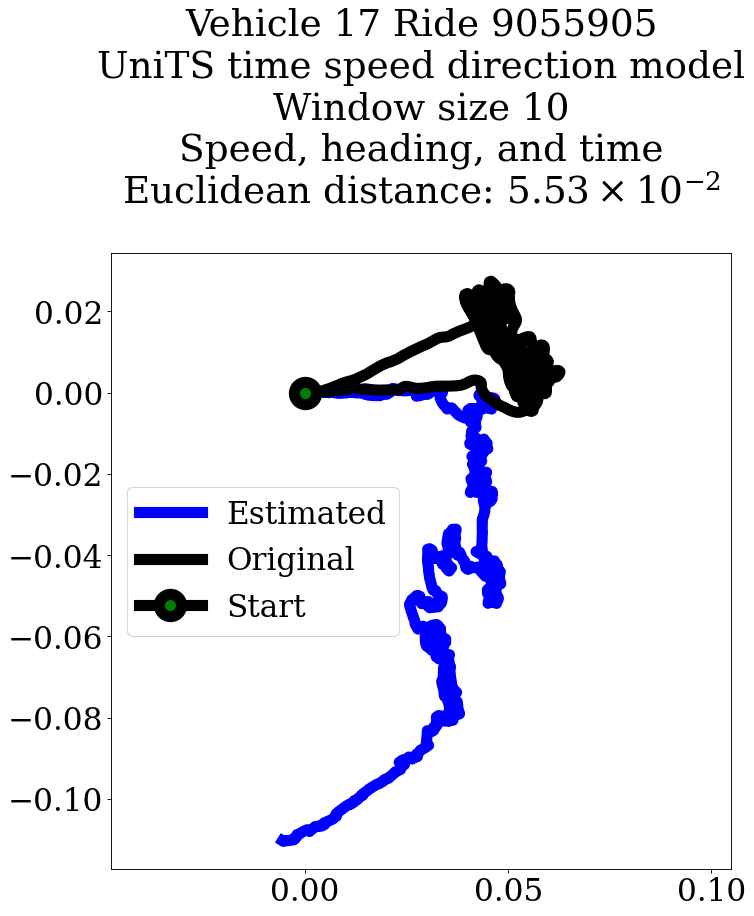 Vehicle 17 Ride 9055905
UniTS time speed direction model
Window size 10
Speed, heading, and time
Euclidean distance: 5.53 × 10⁻²
0.02
0.00
−0.02
−0.04
−0.06
−0.08
−0.10
Estimated
Original
Start
0.00 0.05 0.10